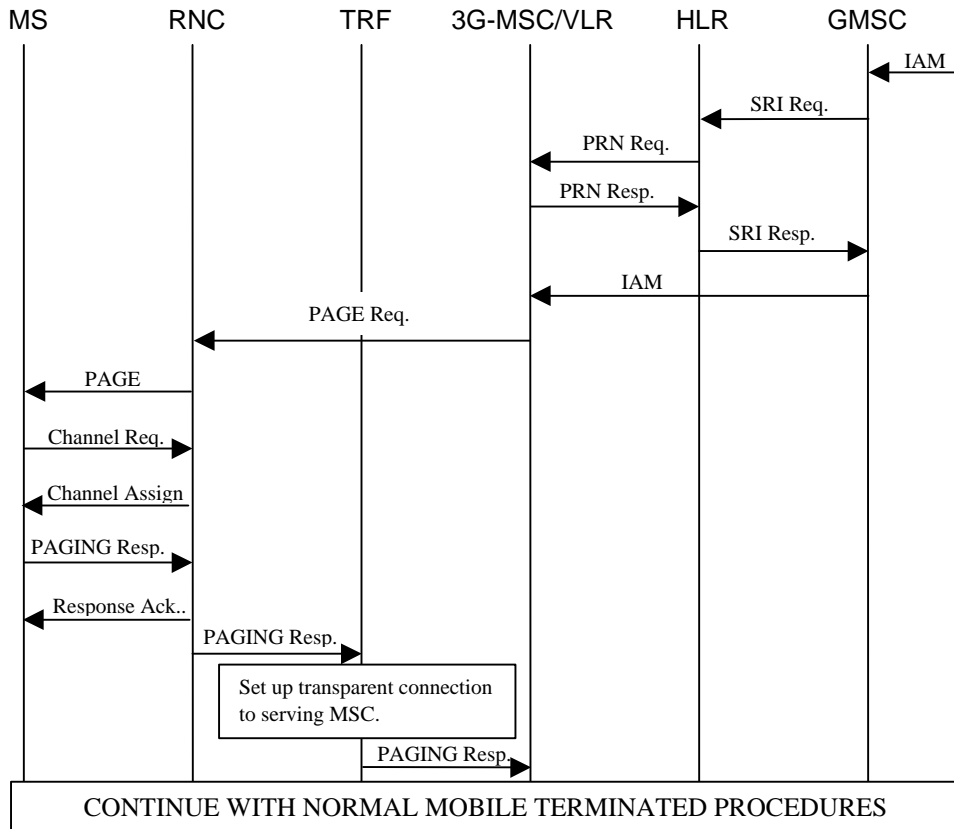 MS RNC TRF 3G-MSC/VLR HLR GMSC
IAM
SRI Req.
PRN Req.
PRN Resp.
SRI Resp.
IAM
PAGE Req.
PAGE
Channel Req.
Channel Assign
PAGING Resp.
Response Ack..
PAGING Resp.
Set up transparent connection
to serving MSC.
PAGING Resp.
CONTINUE WITH NORMAL MOBILE TERMINATED PROCEDURES